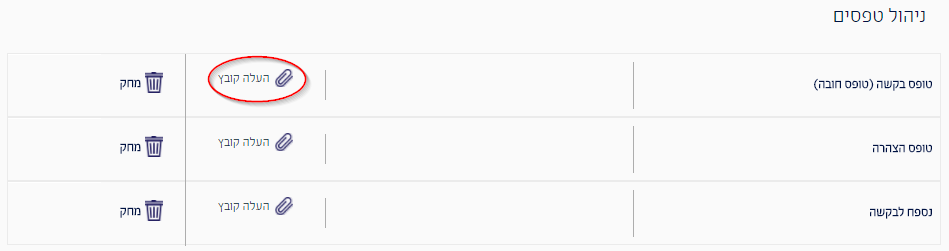 ניהול טפסים
טופס בקשה (טופס חובה) העלה קובץ מחק
טופס הצהרה העלה קובץ מחק
נספח לבקשה העלה קובץ מחק